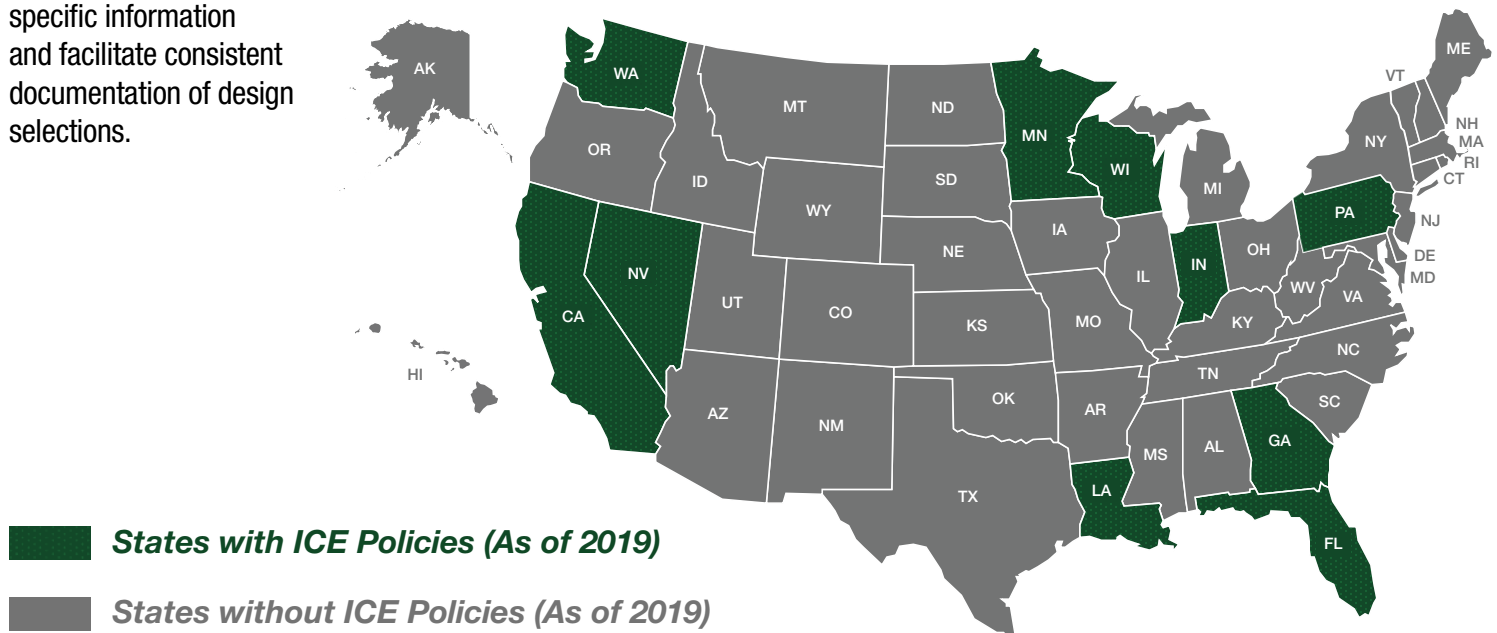 specific information
and facilitate consistent
documentation of design
selections.
AK
WA
MT
ND
MN
ME
VT
NH
MA
RI
CT
NY
OR
ID
WY
SD
WI
MI
PA
NJ
DE
MD
IA
NE
NV
CA
UT
CO
KS
MO
IL
IN
OH
WV
VA
KY
NC
TN
SC
HI
AZ
NM
OK
AR
MS
AL
GA
LA
TX
FL
States with ICE Policies (As of 2019)
States without ICE Policies (As of 2019)